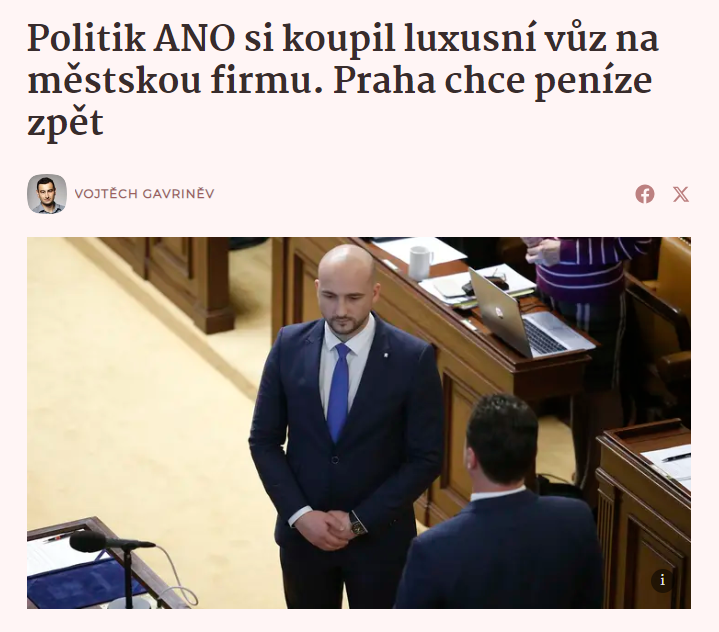 Politik ANO si koupil luxusní vůz na
městskou firmu. Praha chce peníze
zpět
VOJTĚCH GAVRINĚV
i